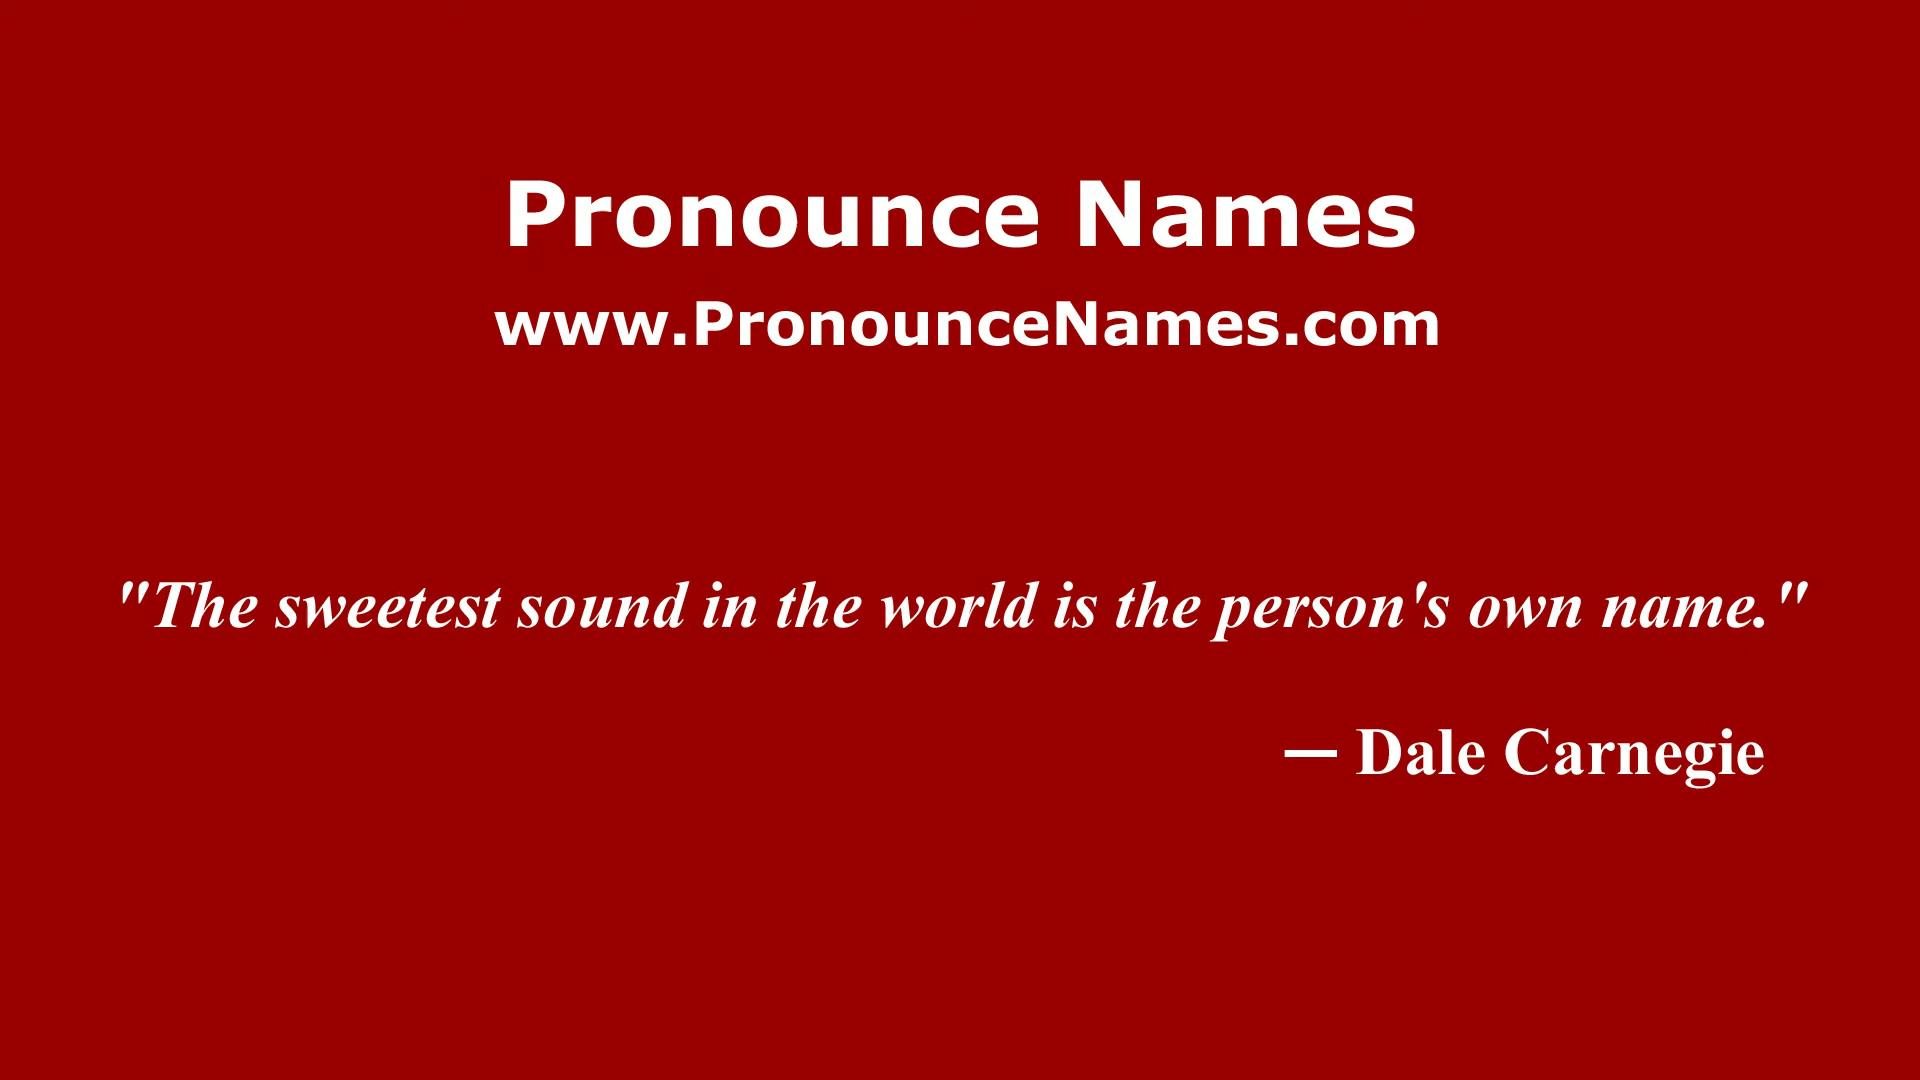 Pronounce Names
www.PronounceNames.com
"The sweetest sound in the world is the person's own name."
— Dale Carnegie